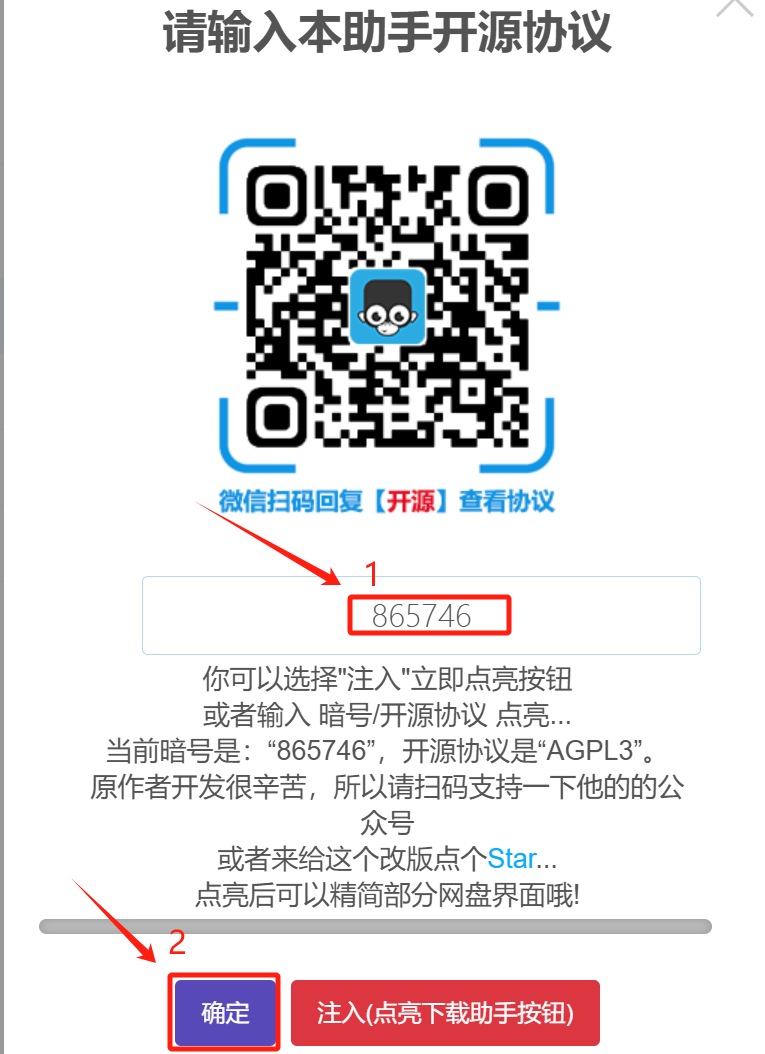 请输入本助手开源协议
微信扫码回复【开源】查看协议
1
865746
你可以选择"注入"立即点亮按钮
或者输入 暗号/开源协议 点亮...
当前暗号是：“865746”，开源协议是“AGPL3”。
原作者开发很辛苦，所以请扫码支持一下他的的公
众号
或者来给这个改版点个Star...
点亮后可以精简部分网盘界面哦!
2
确定
注入(点亮下载助手按钮)